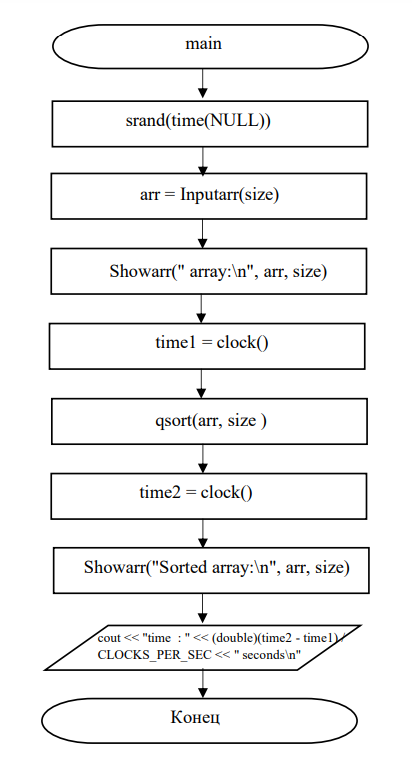 main
srand(time(NULL))
arr = Inputarr(size)
Showarr(" array:\n", arr, size)
time1 = clock()
qsort(arr, size )
time2 = clock()
Showarr("Sorted array:\n", arr, size)
cout << "time  : " << (double)(time2 - time1) /
CLOCKS_PER_SEC << " seconds\n"
Конец